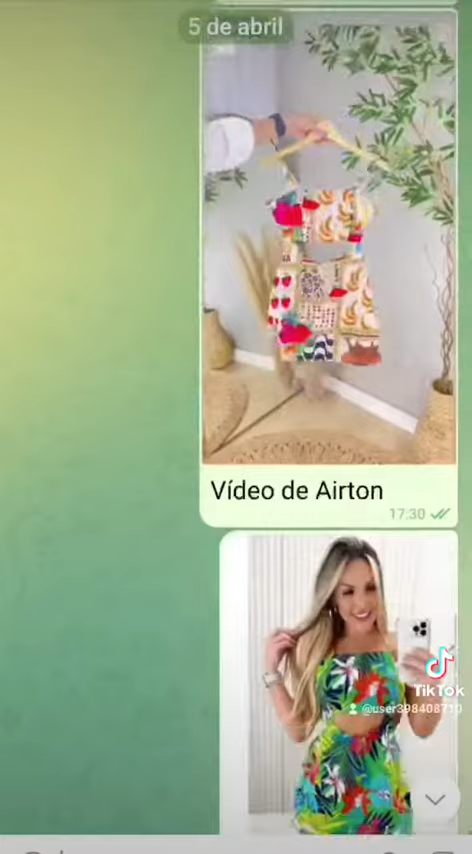 5 de abril
Vídeo de Airton
17:30
TikTok
@user398408710